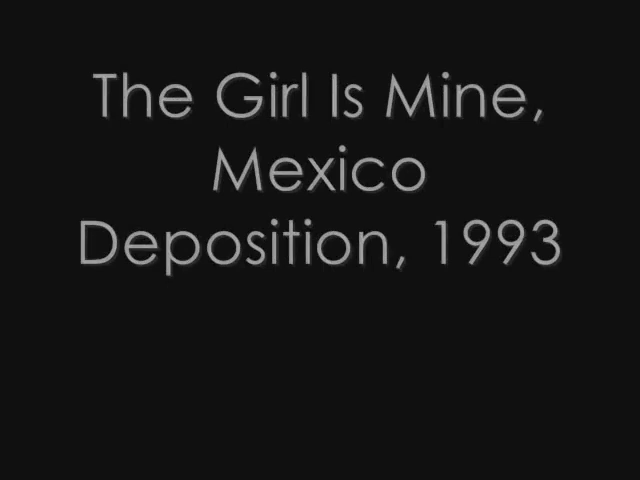 The Girl Is Mine,
Mexico
Deposition, 1993